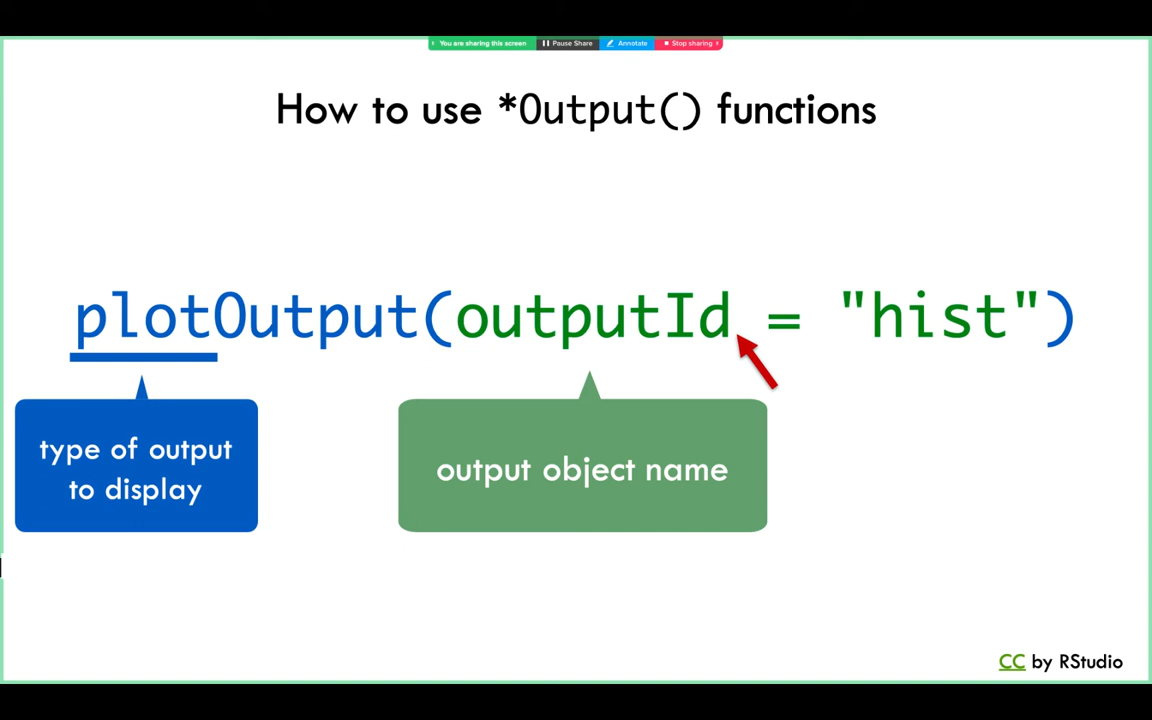 You are sharing this screen Pause Share Annotate Stop sharing
How to use *Output() functions
plotOutput(outputId = "hist")
type of output
to display
output object name
CC by RStudio